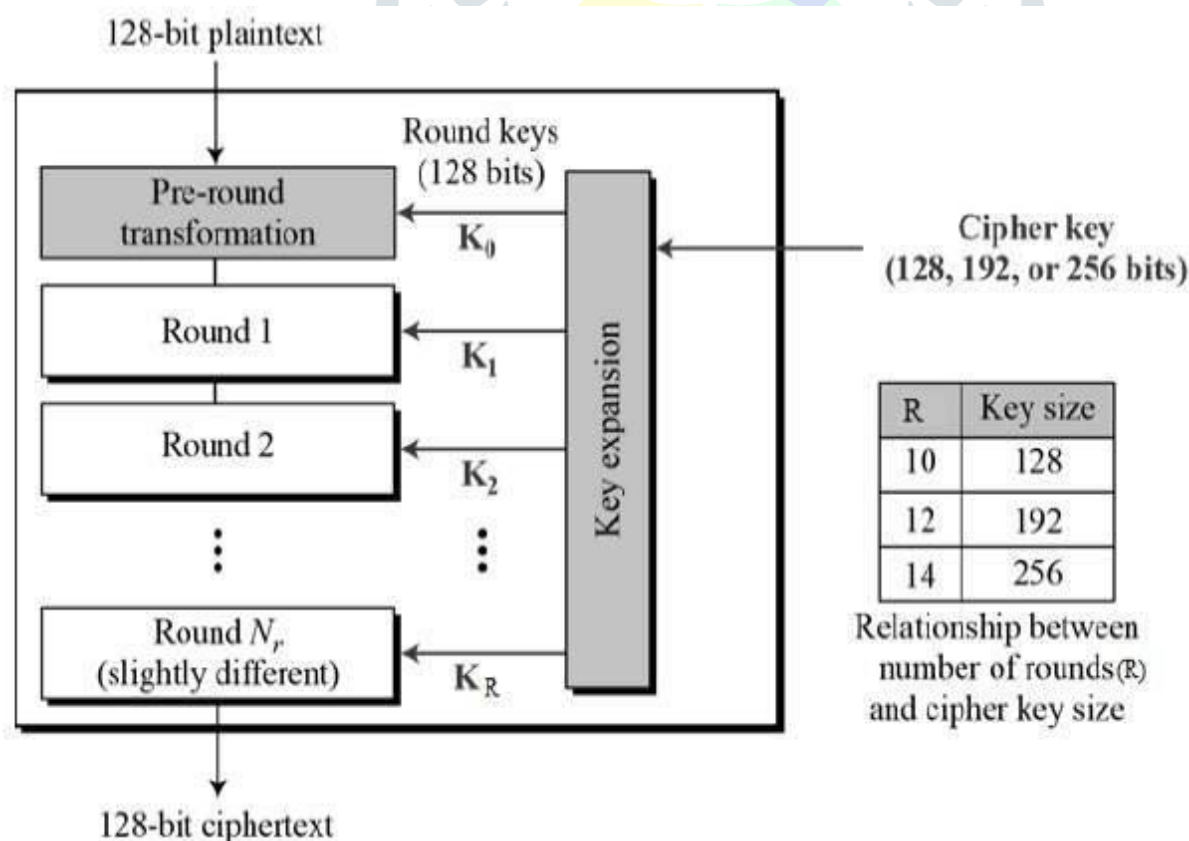 128-bit plaintext
Round keys
(128 bits)
Pre-round
transformation
K₀
Cipher key
(128, 192, or 256 bits)
Round 1
K₁
Key expansion
Round 2
K₂
R Key size
10 128
12 192
14 256
Relationship between
number of rounds(R)
and cipher key size
Round Nᵣ
(slightly different)
K_R
128-bit ciphertext